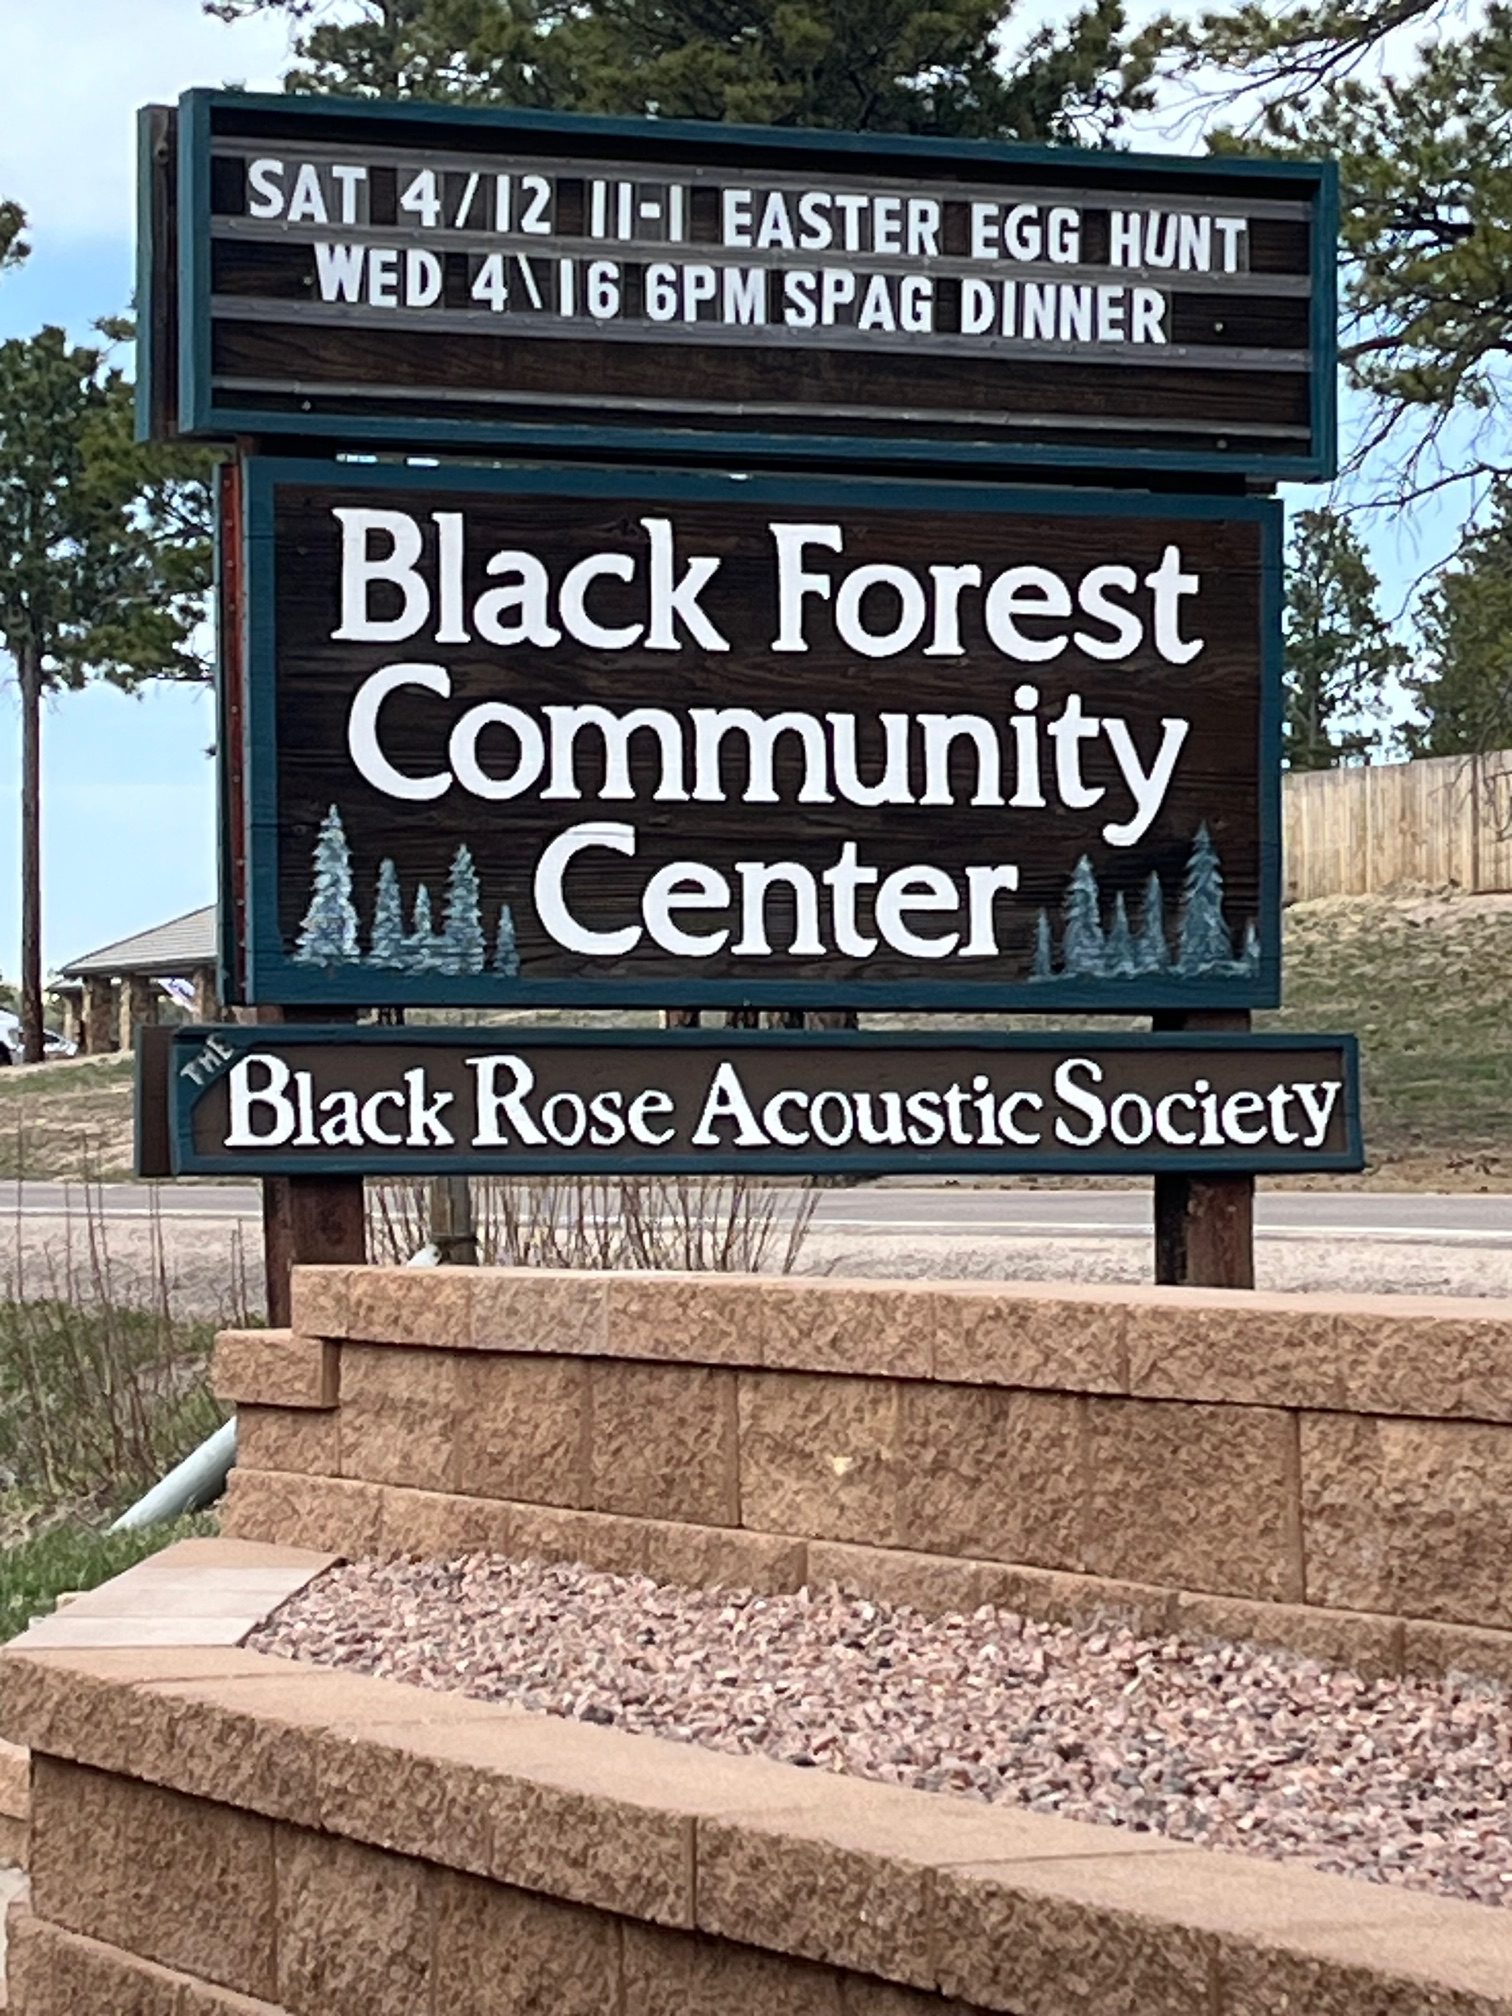 SAT 4/12 11-1 EASTER EGG HUNT
WED 4\16 6PM SPAG DINNER
Black Forest
Community
Center
THE
Black Rose Acoustic Society